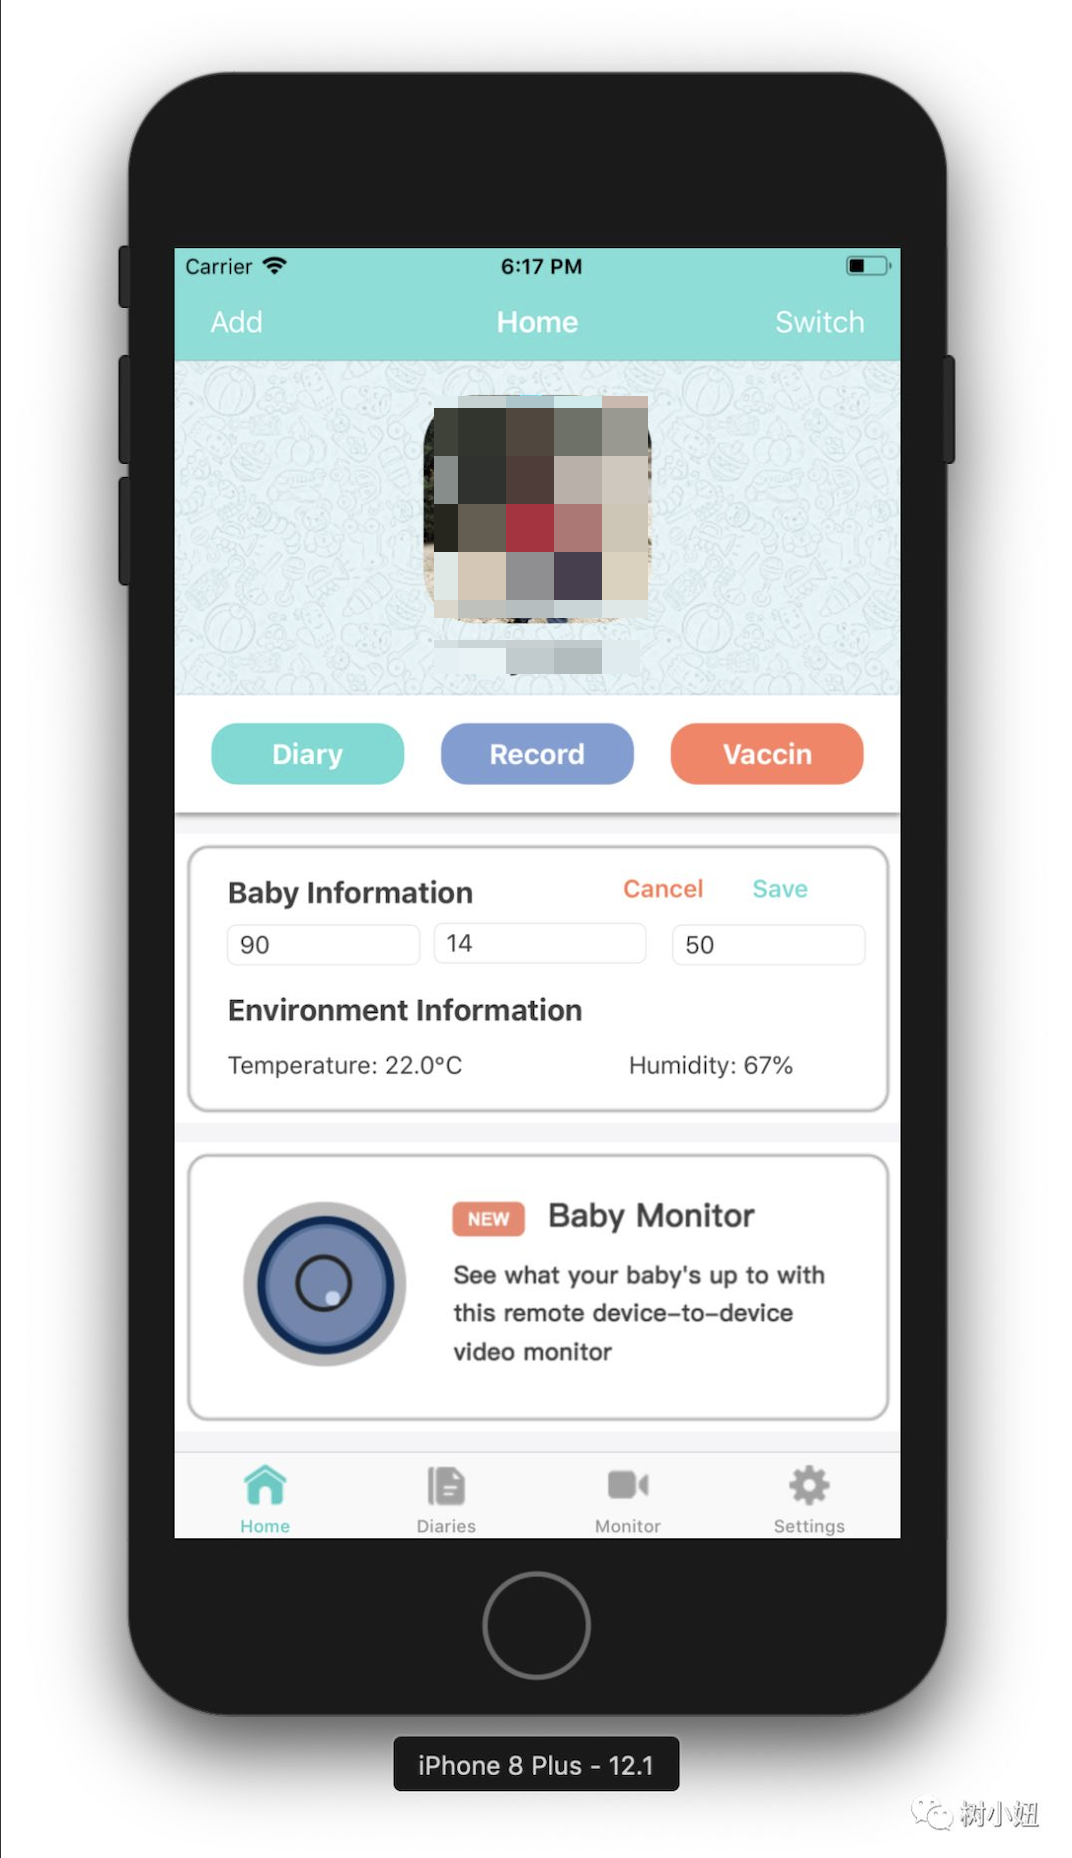 Carrier 6:17 PM
Add Home Switch
Diary Record Vaccin
Baby Information Cancel Save
90 14 50
Environment Information
Temperature: 22.0°C Humidity: 67%
NEW Baby Monitor
See what your baby's up to with
this remote device-to-device
video monitor
Home Diaries Monitor Settings
iPhone 8 Plus - 12.1
树小妞